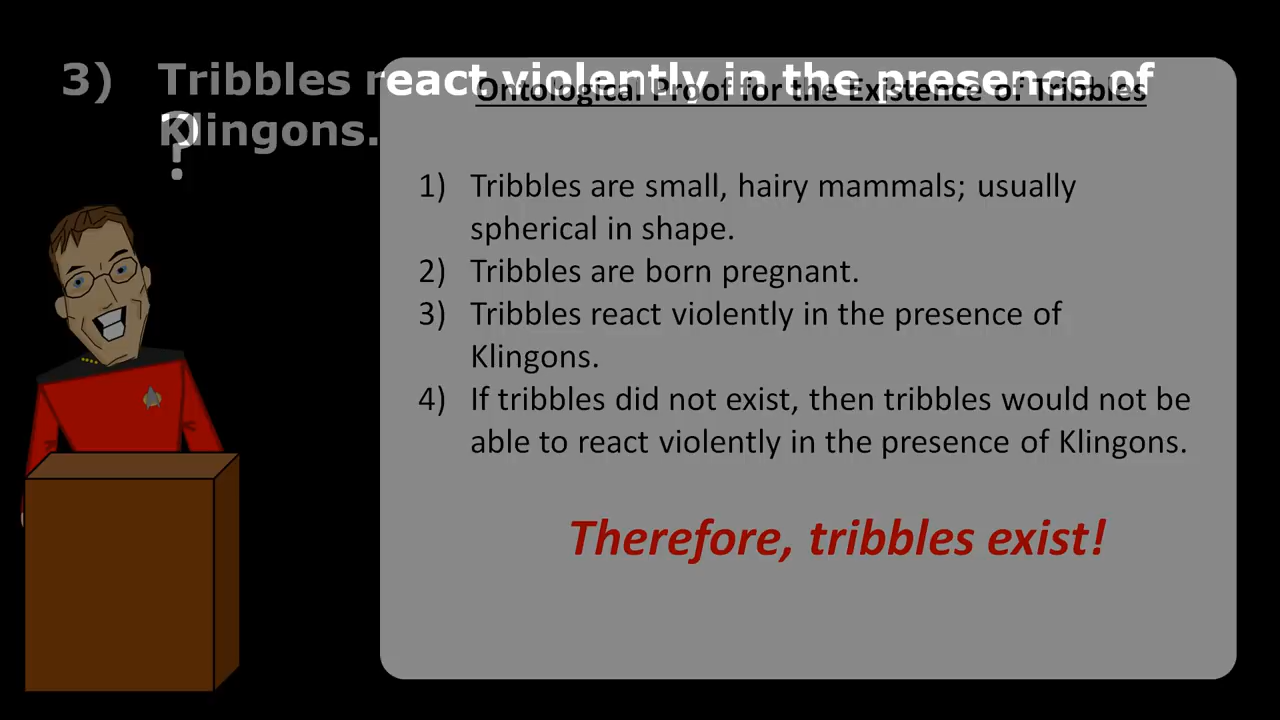 3) Tribbles react violently in the presence of
Klingons.
?
Ontological Proof for the Existence of Tribbles
1) Tribbles are small, hairy mammals; usually
spherical in shape.
2) Tribbles are born pregnant.
3) Tribbles react violently in the presence of
Klingons.
4) If tribbles did not exist, then tribbles would not be
able to react violently in the presence of Klingons.
Therefore, tribbles exist!